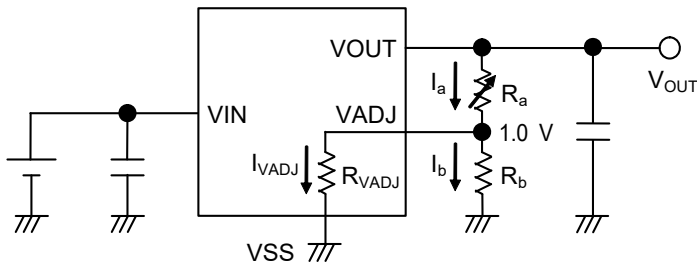 VOUT
VOUT
Ia
Ra
VIN
VADJ
1.0 V
IVADJ
RVADJ
Ib
Rb
VSS